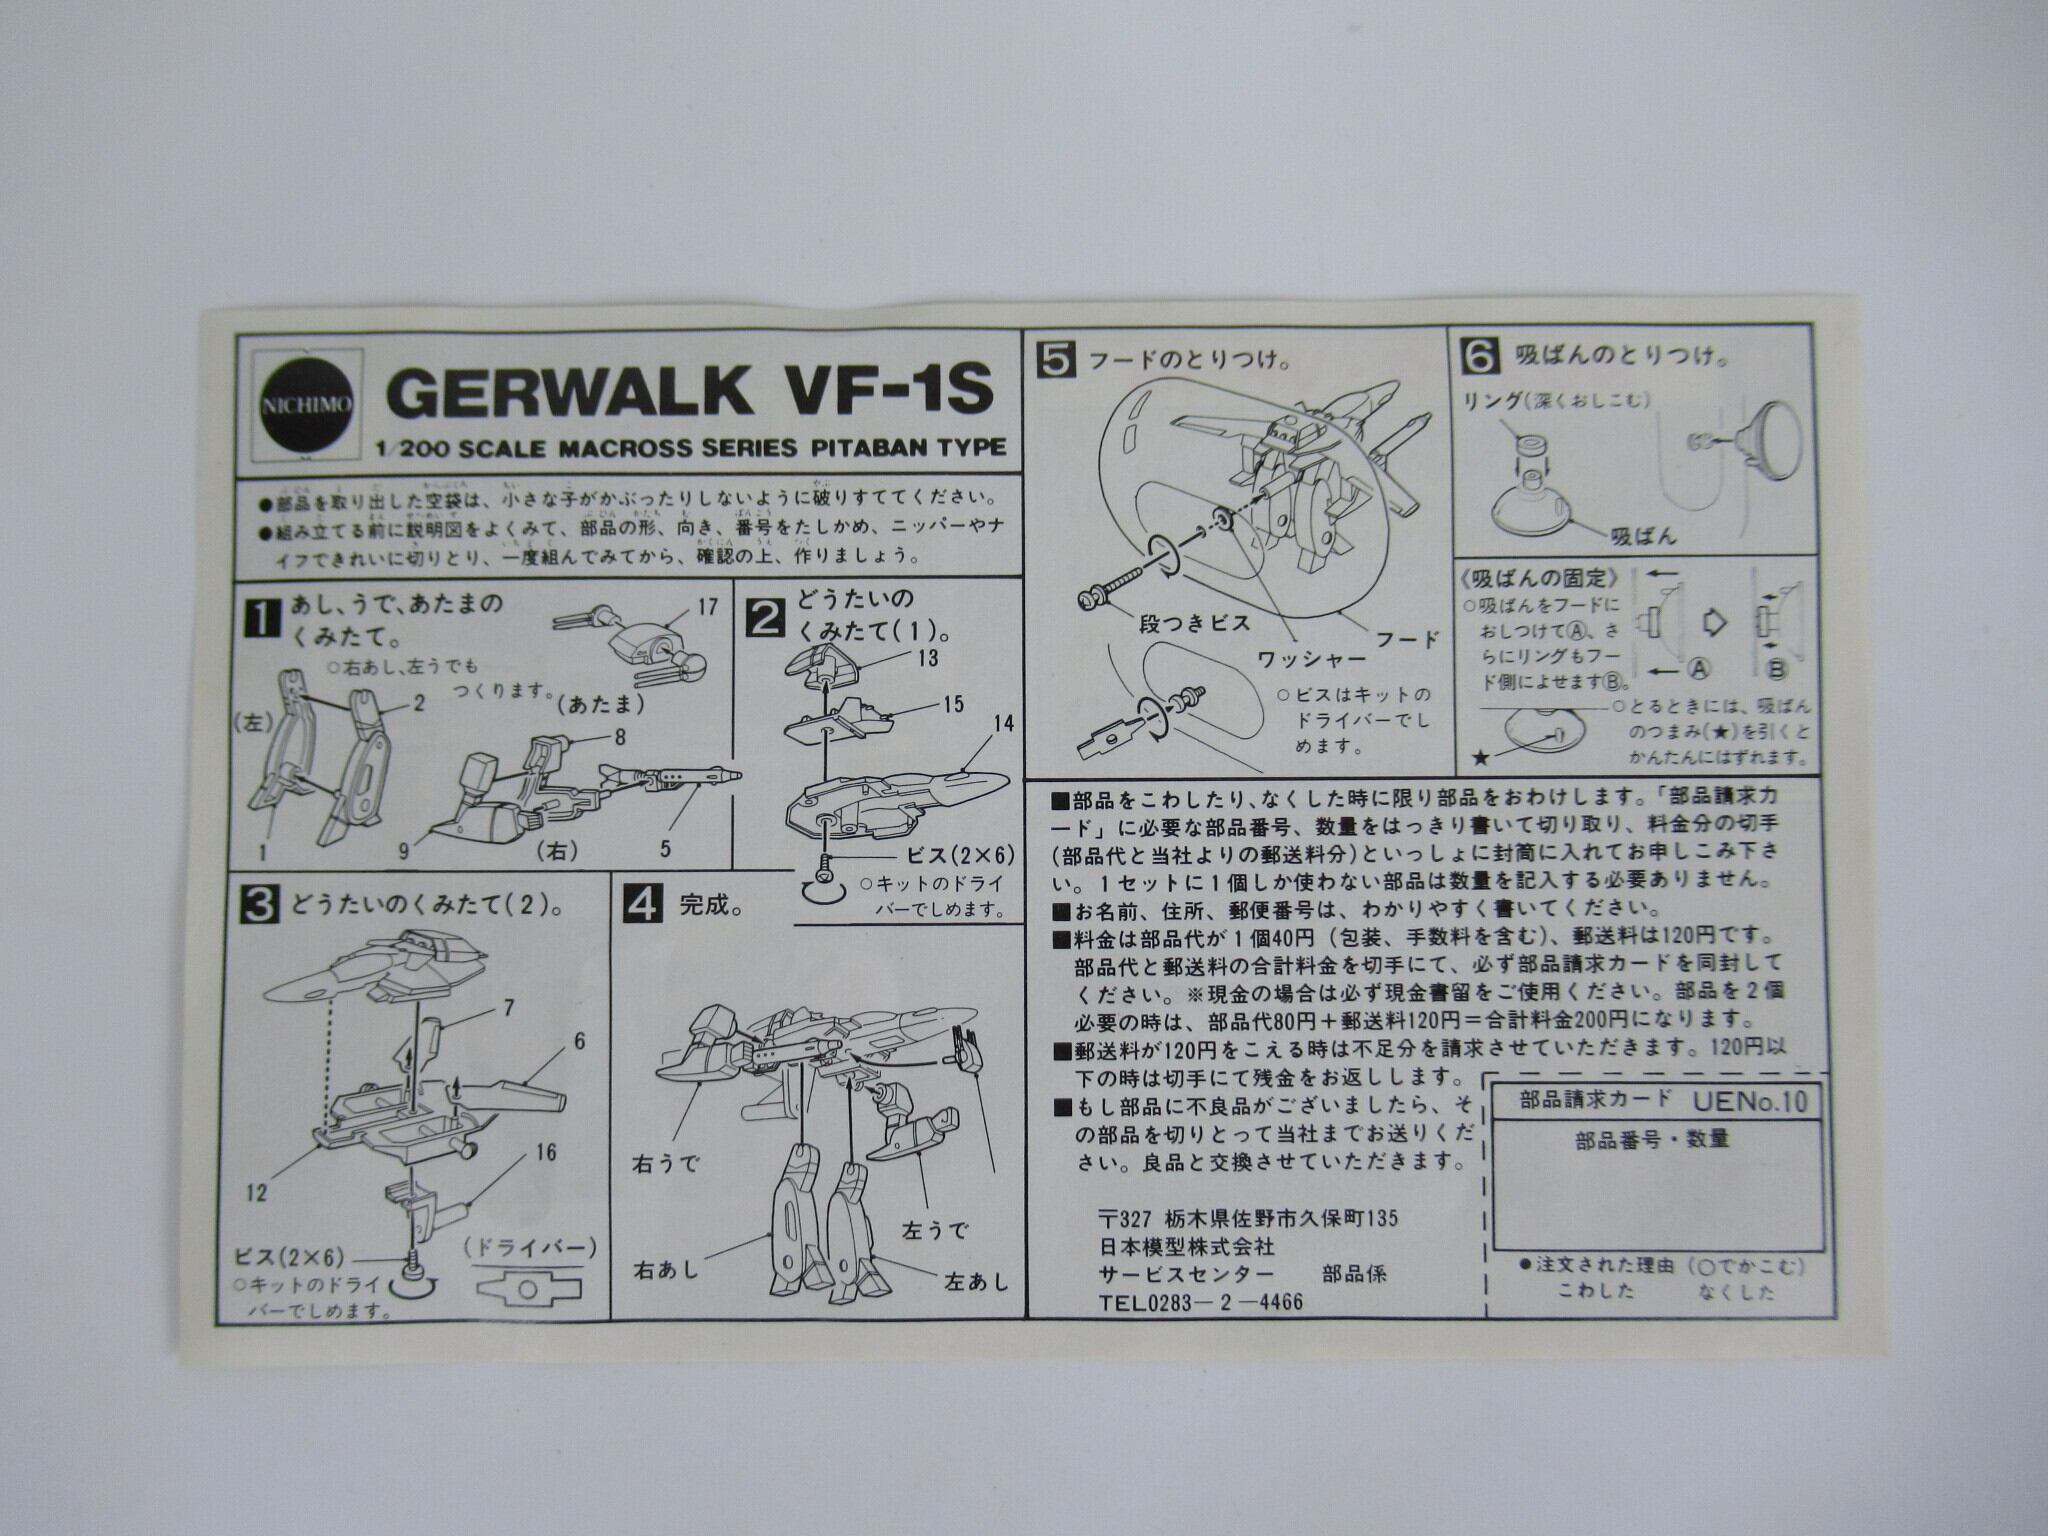 NICHIMO
GERWALK VF-1S
1/200 SCALE MACROSS SERIES PITABAN TYPE
●部品を取り出した空袋は、小さな子がかぶったりしないように破りすててください。
●組み立てる前に説明図をよくみて、部品の形、向き、番号をたしかめ、ニッパーやナ
イフできれいに切りとり、一度組んでみてから、確認の上、作りましょう。
1 あし、うで、あたまの
くみたて。
○右あし、左うでも
つくります。
(あたま)
17
(左)
2
1
8
9
(右)
5
2 どうたいの
くみたて(1)。
13
15
14
ビス(2×6)
○キットのドライ
バーでしめます。
3 どうたいのくみたて(2)。
7
6
12
16
ビス(2×6)
○キットのドライ
バーでしめます。
(ドライバー)
4 完成。
右うで
左うで
右あし
左あし
5 フードのとりつけ。
段つきビス
ワッシャー
フード
○ビスはキットの
ドライバーでし
めます。
6 吸ばんのとりつけ。
リング(深くおしこむ)
吸ばん
《吸ばんの固定》
○吸ばんをフードに
おしつけてⒶ、さ
らにリングもフー
ド側によせますⒷ。
Ⓐ
Ⓑ
○とるときには、吸ばん
のつまみ(★)を引くと
かんたんにはずれます。
★
■部品をこわしたり、なくした時に限り部品をおわけします。「部品請求カ
ード」に必要な部品番号、数量をはっきり書いて切り取り、料金分の切手
(部品代と当社よりの郵送料分)といっしょに封筒に入れてお申しこみ下さ
い。1セットに1個しか使わない部品は数量を記入する必要ありません。
■お名前、住所、郵便番号は、わかりやすく書いてください。
■料金は部品代が1個40円(包装、手数料を含む)、郵送料は120円です。
部品代と郵送料の合計料金を切手にて、必ず部品請求カードを同封して
ください。※現金の場合は必ず現金書留をご使用ください。部品を2個
必要の時は、部品代80円＋郵送料120円＝合計料金200円になります。
■郵送料が120円をこえる時は不足分を請求させていただきます。120円以
下の時は切手にて残金をお返しします。
■もし部品に不良品がございましたら、そ
の部品を切りとって当社までお送りくだ
さい。良品と交換させていただきます。
〒327 栃木県佐野市久保町135
日本模型株式会社
サービスセンター 部品係
TEL0283－2－4466
部品請求カード UENo.10
部品番号・数量
●注文された理由(○でかこむ)
こわした なくした